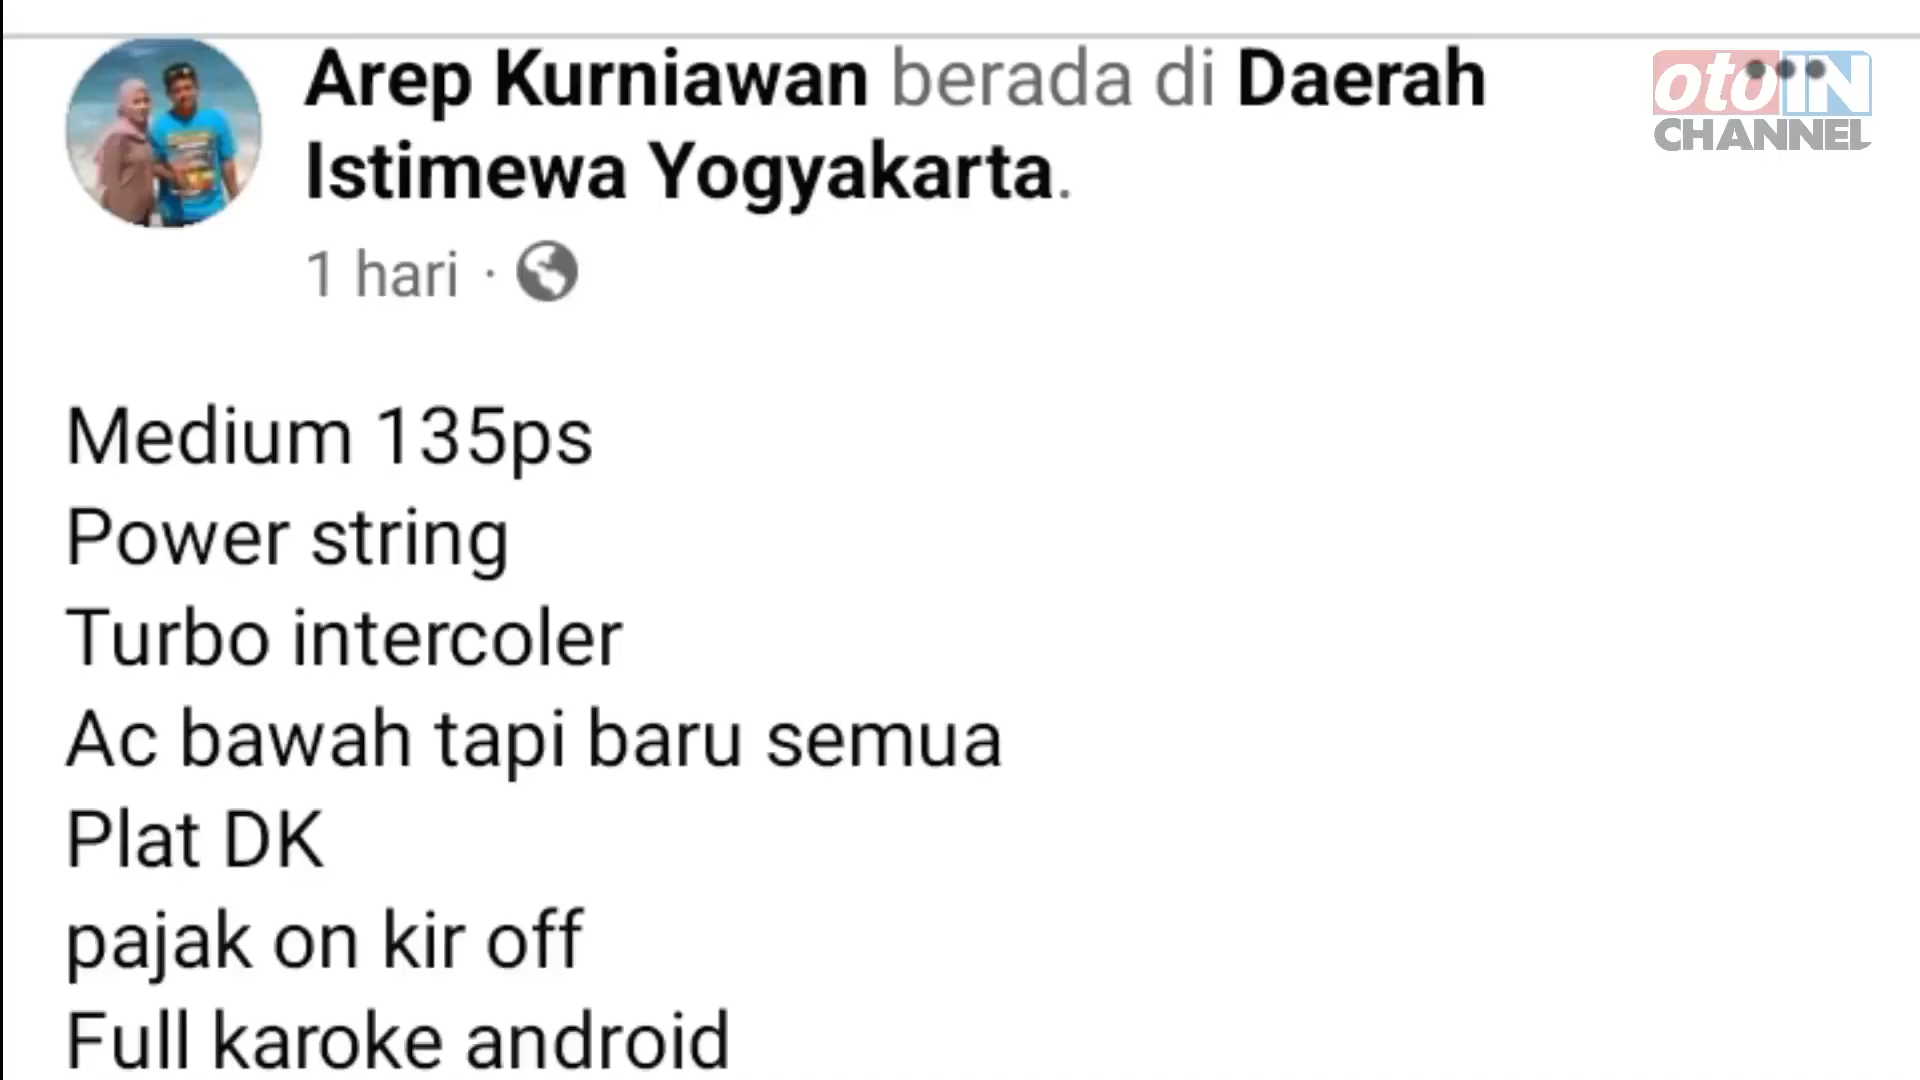 Arep Kurniawan berada di Daerah
Istimewa Yogyakarta.
1 hari ·
otoIN
CHANNEL
Medium 135ps
Power string
Turbo intercoler
Ac bawah tapi baru semua
Plat DK
pajak on kir off
Full karoke android